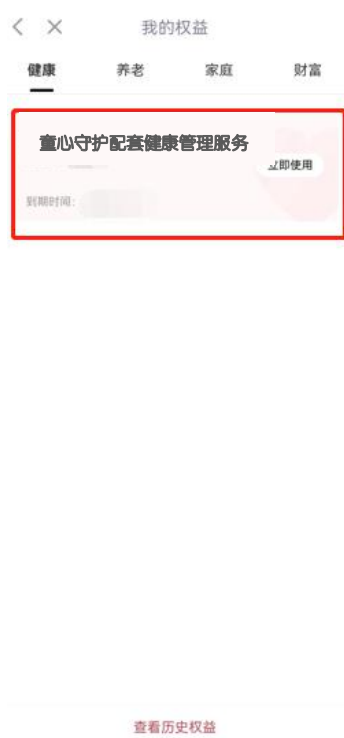 我的权益
健康 养老 家庭 财富
童心守护配套健康管理服务
立即使用
到期时间:
查看历史权益